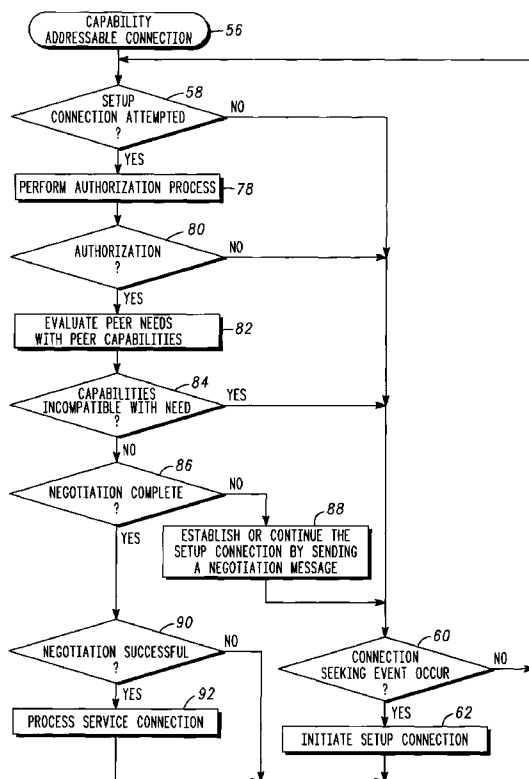 CAPABILITY
ADDRESSABLE CONNECTION
56
58
SETUP
CONNECTION ATTEMPTED
?
NO
YES
PERFORM AUTHORIZATION PROCESS
78
80
AUTHORIZATION
?
NO
YES
EVALUATE PEER NEEDS
WITH PEER CAPABILITIES
82
84
CAPABILITIES
INCOMPATIBLE WITH NEED
?
YES
NO
86
NEGOTIATION COMPLETE
?
NO
YES
88
ESTABLISH OR CONTINUE THE
SETUP CONNECTION BY SENDING
A NEGOTIATION MESSAGE
90
NEGOTIATION SUCCESSFUL
?
NO
YES
92
PROCESS SERVICE CONNECTION
60
CONNECTION
SEEKING EVENT OCCUR
?
NO
YES
62
INITIATE SETUP CONNECTION